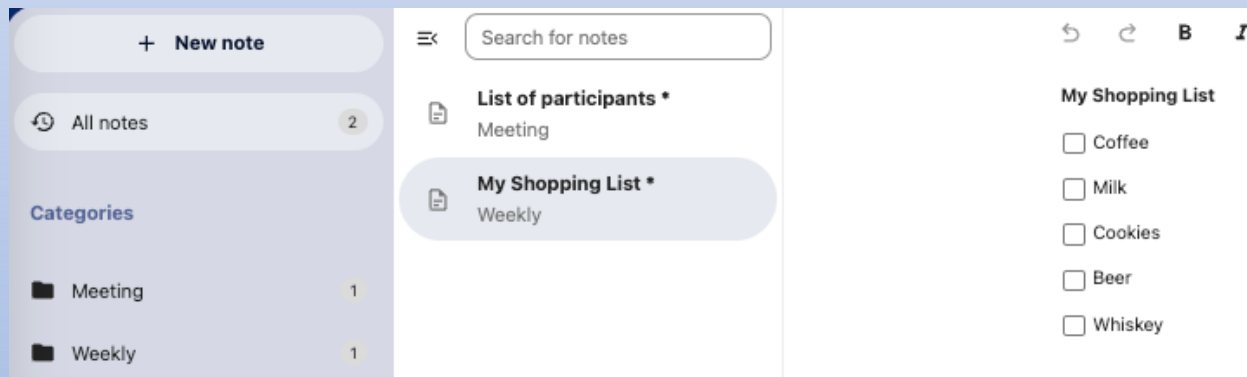 + New note
All notes 2
Categories
Meeting 1
Weekly 1
Search for notes
List of participants *
Meeting
My Shopping List *
Weekly
B I
My Shopping List
Coffee
Milk
Cookies
Beer
Whiskey